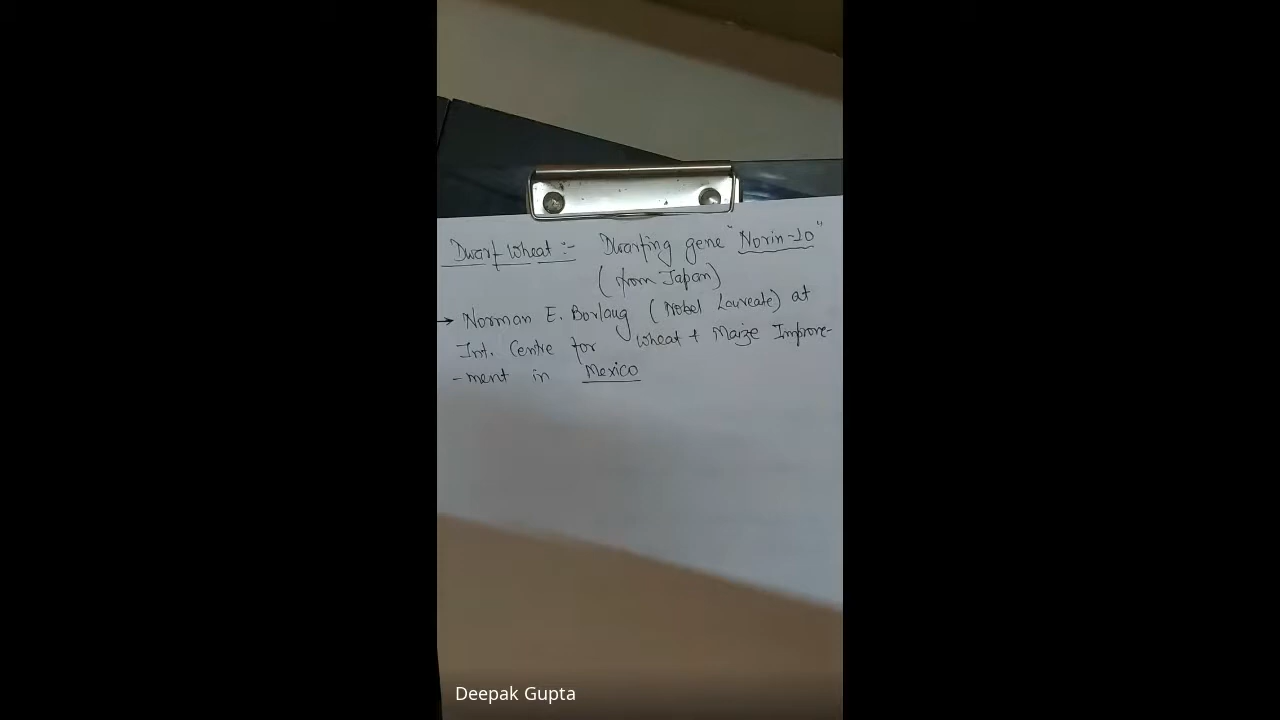 Dwarf Wheat :- Dwarfing gene "Norin-10"
(from Japan)
→ Norman E. Borlaug (Nobel Laureate) at
Int. Centre for Wheat + Maize Improve-
-ment in Mexico
Deepak Gupta